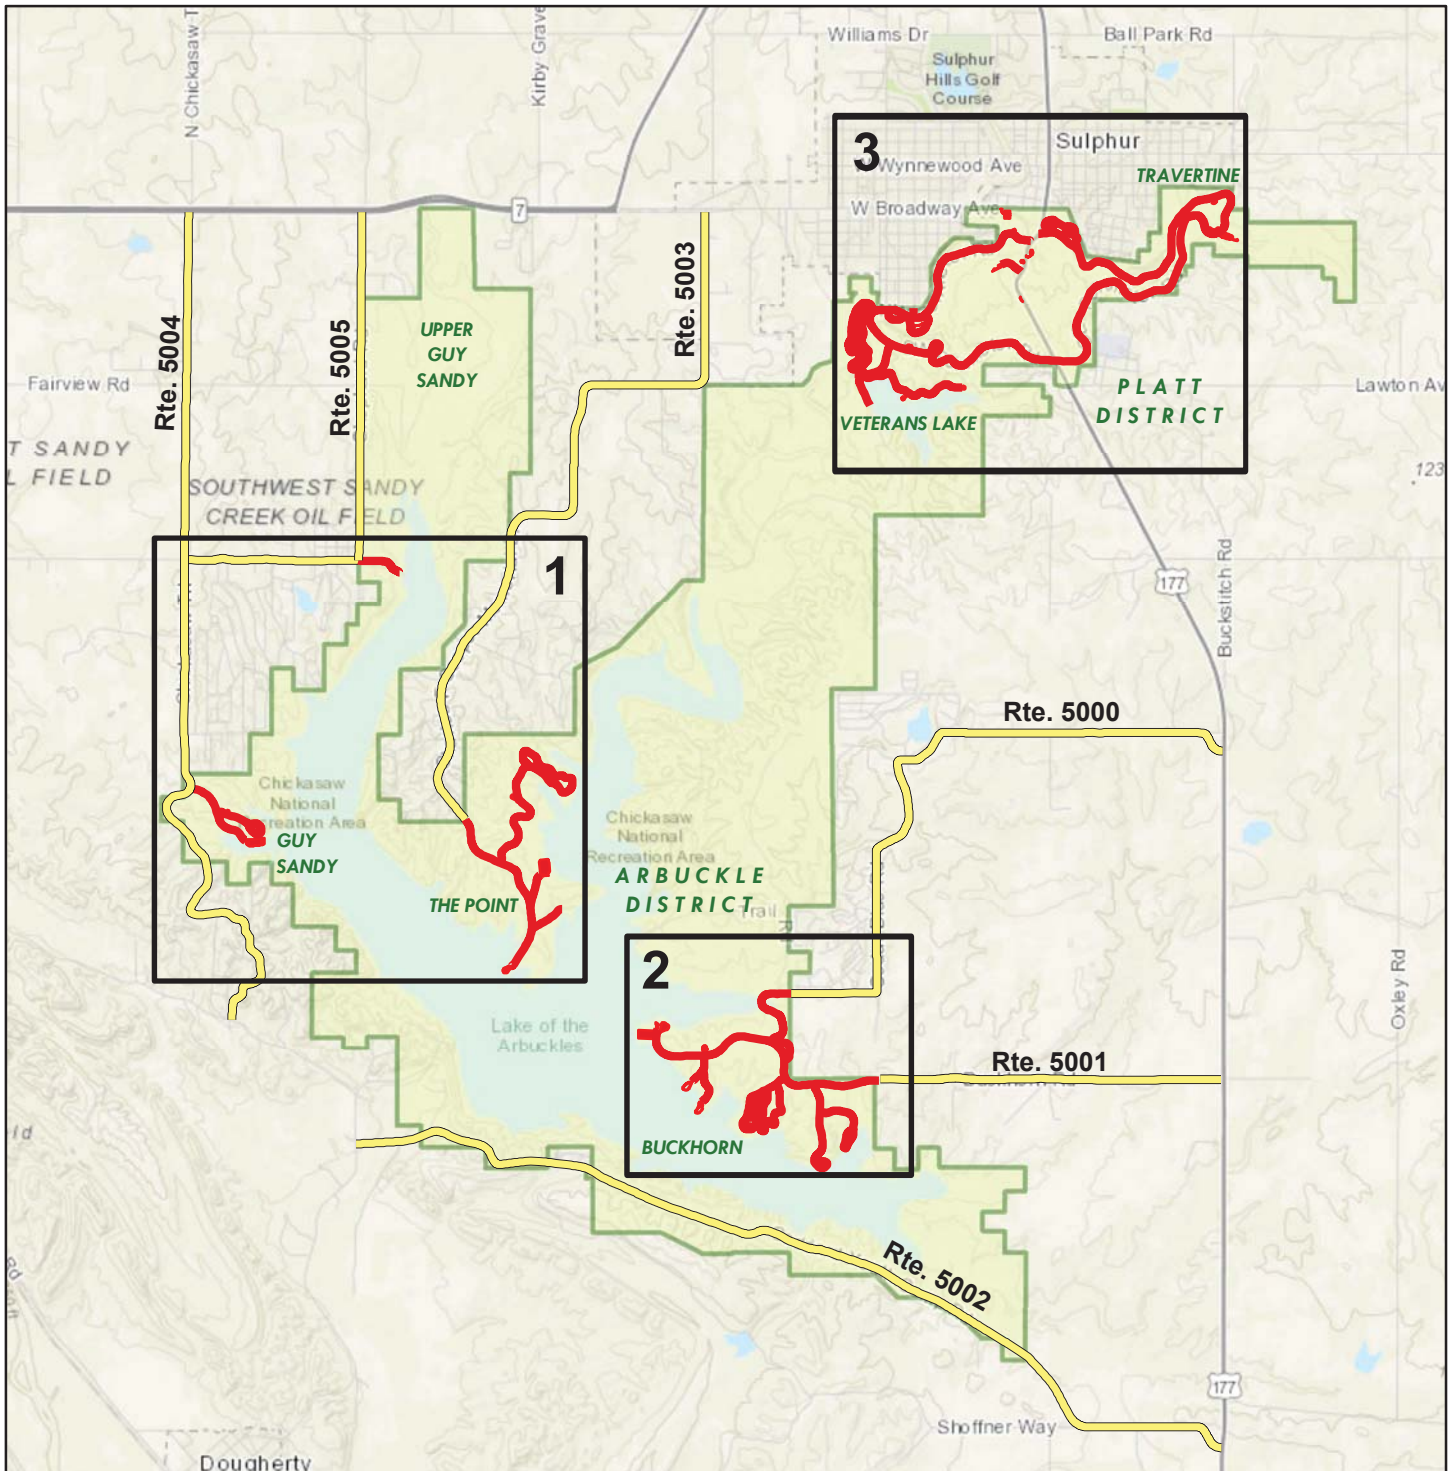 N Chickasaw T
Kirby Grave
Williams Dr
Ball Park Rd
Sulphur
Hills Golf
Course
3
Sulphur
Wynnewood Ave
TRAVERTINE
W Broadway Ave
7
Rte. 5003
Rte. 5004
Rte. 5005
UPPER
GUY
SANDY
Fairview Rd
Lawton Av
PLATT
DISTRICT
VETERANS LAKE
T SANDY
L FIELD
123
SOUTHWEST SANDY
CREEK OIL FIELD
1
177
Buckstitch Rd
Rte. 5000
Chickasaw
National
Recreation Area
GUY
SANDY
Chickasaw
National
Recreation Area
ARBUCKLE
DISTRICT
THE POINT
Trail
2
Oxley Rd
Lake of the
Arbuckles
Rte. 5001
BUCKHORN
Rte. 5002
177
Shoffner Way
Dougherty